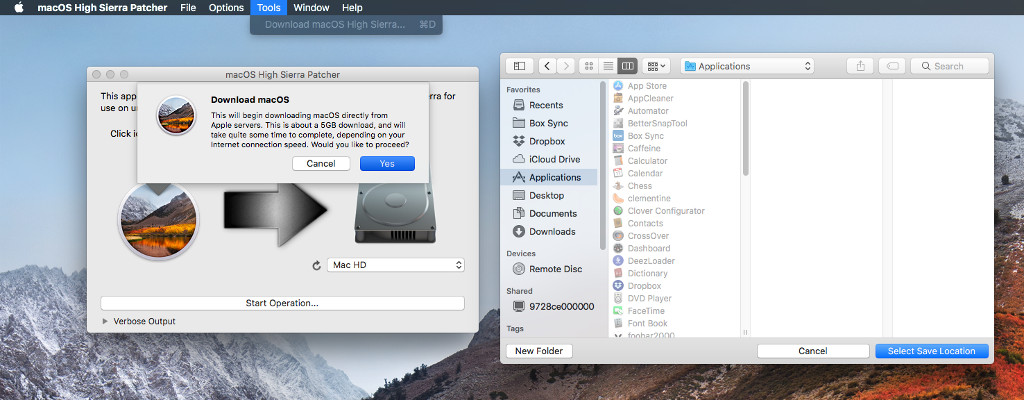 macOS High Sierra Patcher File Options Tools Window Help
Download macOS High Sierra... ⌘D
macOS High Sierra Patcher
This app
rra for
use on un
Click i
Download macOS
This will begin downloading macOS directly from
Apple servers. This is about a 5GB download, and will
take quite some time to complete, depending on your
Internet connection speed. Would you like to proceed?
Cancel Yes
Mac HD
Start Operation...
Verbose Output
Applications
Search
Favorites
Recents
Box Sync
Dropbox
iCloud Drive
Applications
Desktop
Documents
Downloads
Devices
Remote Disc
Shared
9728ce000000
Tags
App Store
AppCleaner
Automator
BetterSnapTool
Box Sync
Caffeine
Calculator
Calendar
Chess
clementine
Clover Configurator
Contacts
CrossOver
Dashboard
DeezLoader
Dictionary
Dropbox
DVD Player
FaceTime
Font Book
foobar2000
New Folder Cancel Select Save Location